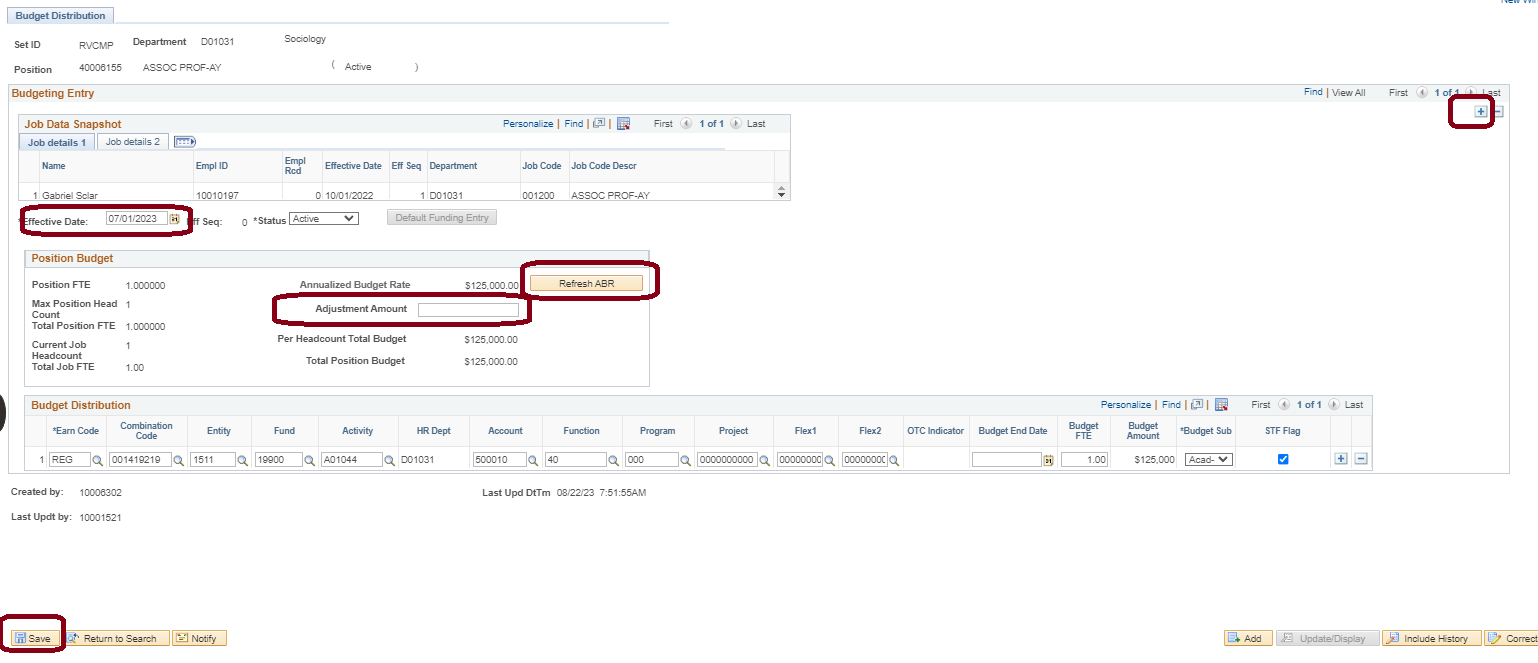 New Win
Budget Distribution
Set ID RVCMP Department D01031 Sociology
Position 40006155 ASSOC PROF-AY ( Active )
Budgeting Entry Find | View All First 1 of 1 Last
Job Data Snapshot Personalize | Find | | First 1 of 1 Last
Job details 1 Job details 2
Name Empl ID Empl Rcd Effective Date Eff Seq Department Job Code Job Code Descr
1 Gabriel Sclar 10010197 0 10/01/2022 1 D01031 001200 ASSOC PROF-AY
*Effective Date: 07/01/2023 Eff Seq: 0 *Status Active Default Funding Entry
Position Budget
Position FTE 1.000000 Annualized Budget Rate $125,000.00 Refresh ABR
Max Position Head Count 1 Adjustment Amount
Total Position FTE 1.000000
Per Headcount Total Budget $125,000.00
Current Job Headcount 1
Total Position Budget $125,000.00
Total Job FTE 1.00
Budget Distribution Personalize | Find | | First 1 of 1 Last
*Earn Code Combination Code Entity Fund Activity HR Dept Account Function Program Project Flex1 Flex2 OTC Indicator Budget End Date Budget FTE Budget Amount *Budget Sub STF Flag
1 REG 001419219 1511 19900 A01044 D01031 500010 40 000 0000000000 00000000 00000000 1.00 $125,000 Acad-
Created by: 10006302 Last Upd DtTm 08/22/23 7:51:55AM
Last Updt by: 10001521
Save Return to Search Notify Add Update/Display Include History Correct